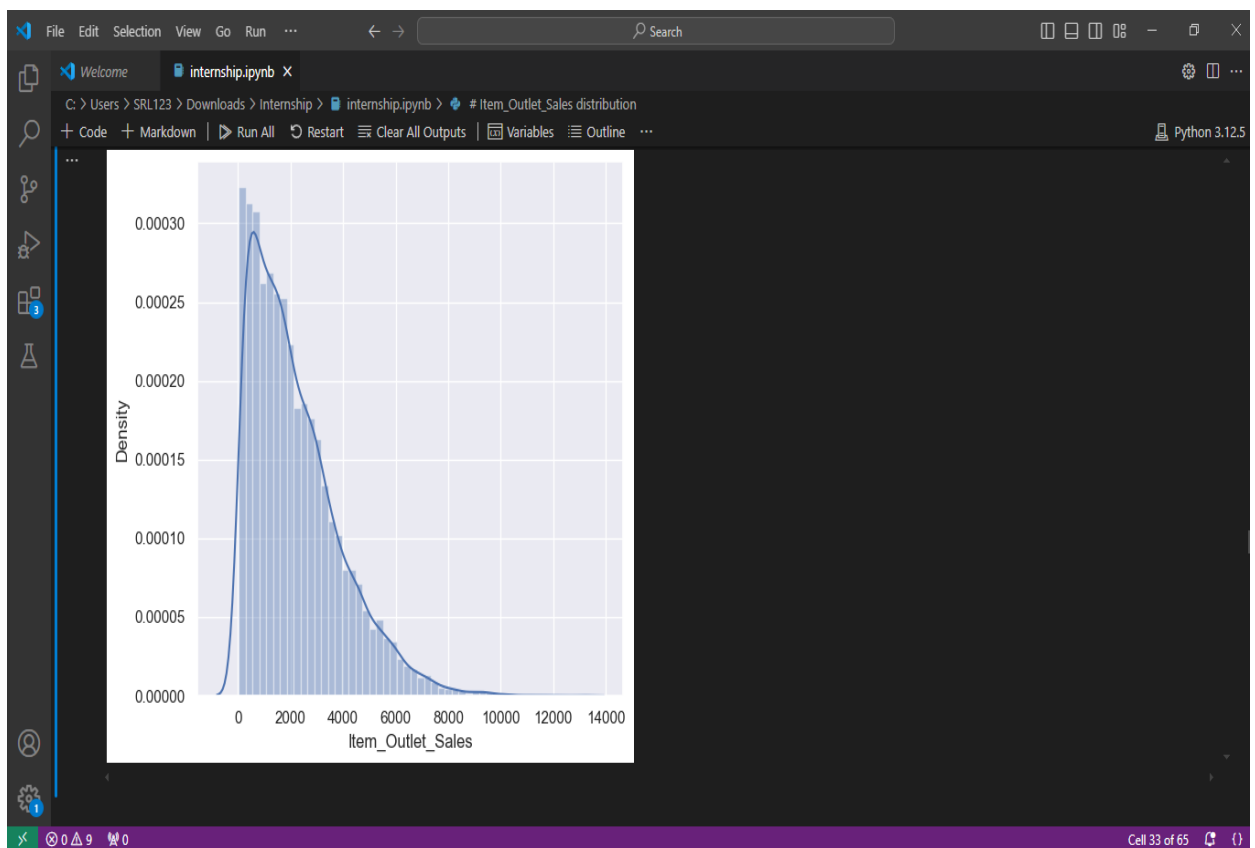 File Edit Selection View Go Run ··· Search
Welcome internship.ipynb
C: > Users > SRL123 > Downloads > Internship > internship.ipynb > # Item_Outlet_Sales distribution
+ Code + Markdown | Run All Restart Clear All Outputs | Variables Outline ··· Python 3.12.5
...
0.00030
0.00025
0.00020
0.00015
0.00010
0.00005
0.00000
Density
0 2000 4000 6000 8000 10000 12000 14000
Item_Outlet_Sales
3
1
0 9 0 Cell 33 of 65 {}